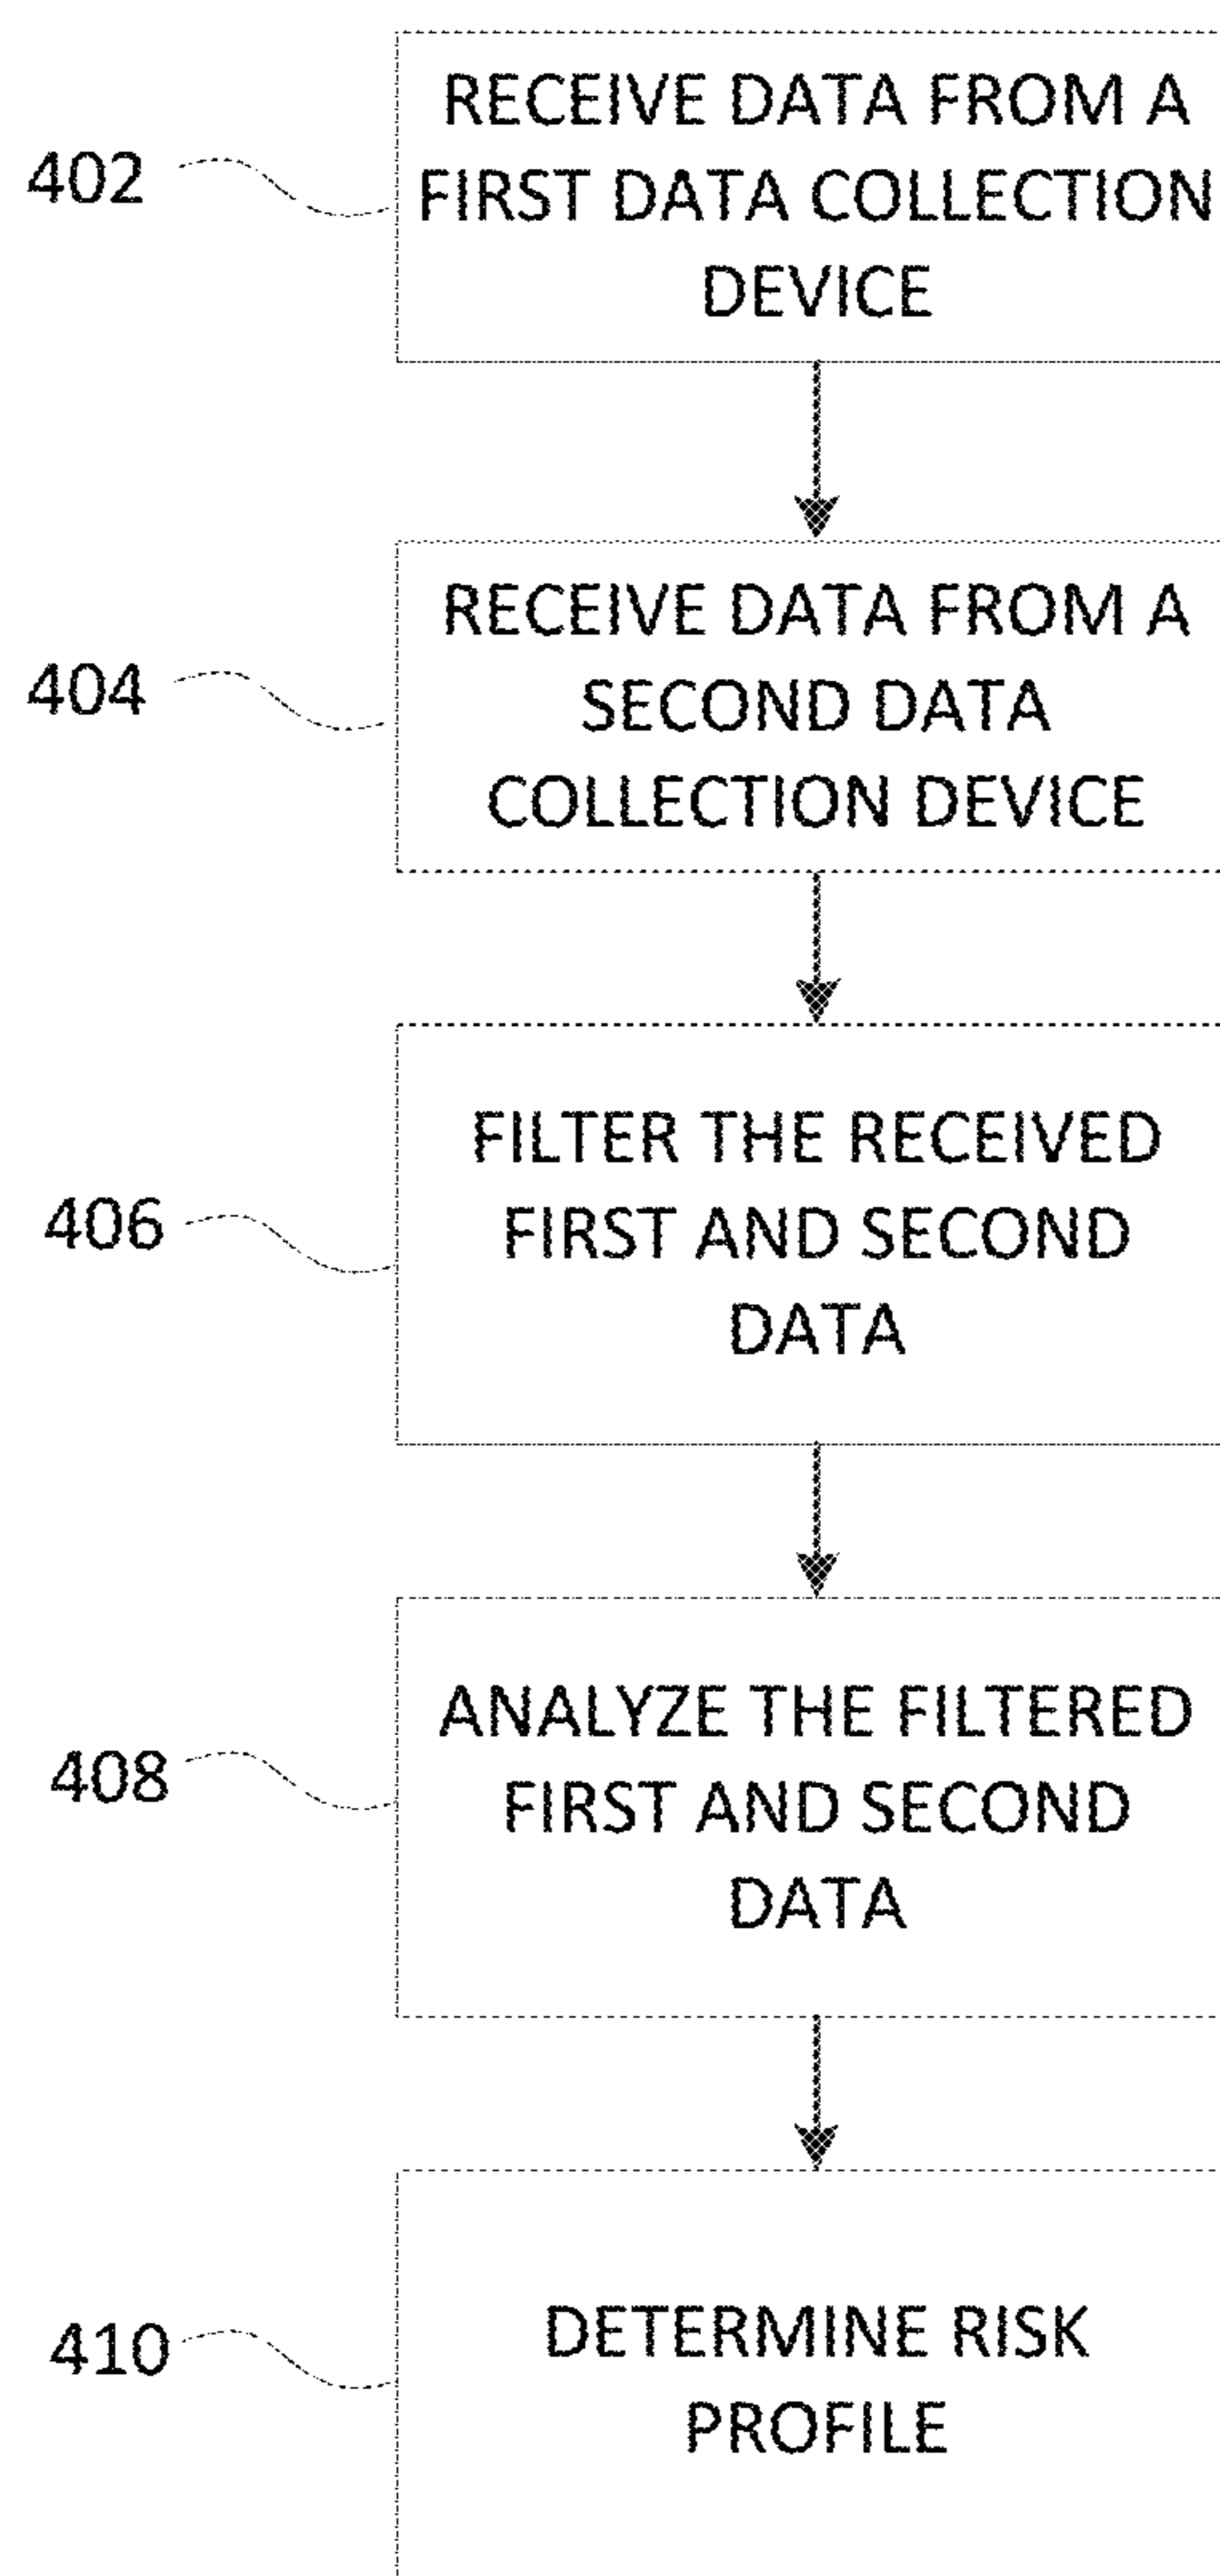 RECEIVE DATA FROM A
402
FIRST DATA COLLECTION
DEVICE
RECEIVE DATA FROM A
404
SECOND DATA
COLLECTION DEVICE
FILTER THE RECEIVED
406
FIRST AND SECOND
DATA
ANALYZE THE FILTERED
408
FIRST AND SECOND
DATA
410
DETERMINE RISK
PROFILE